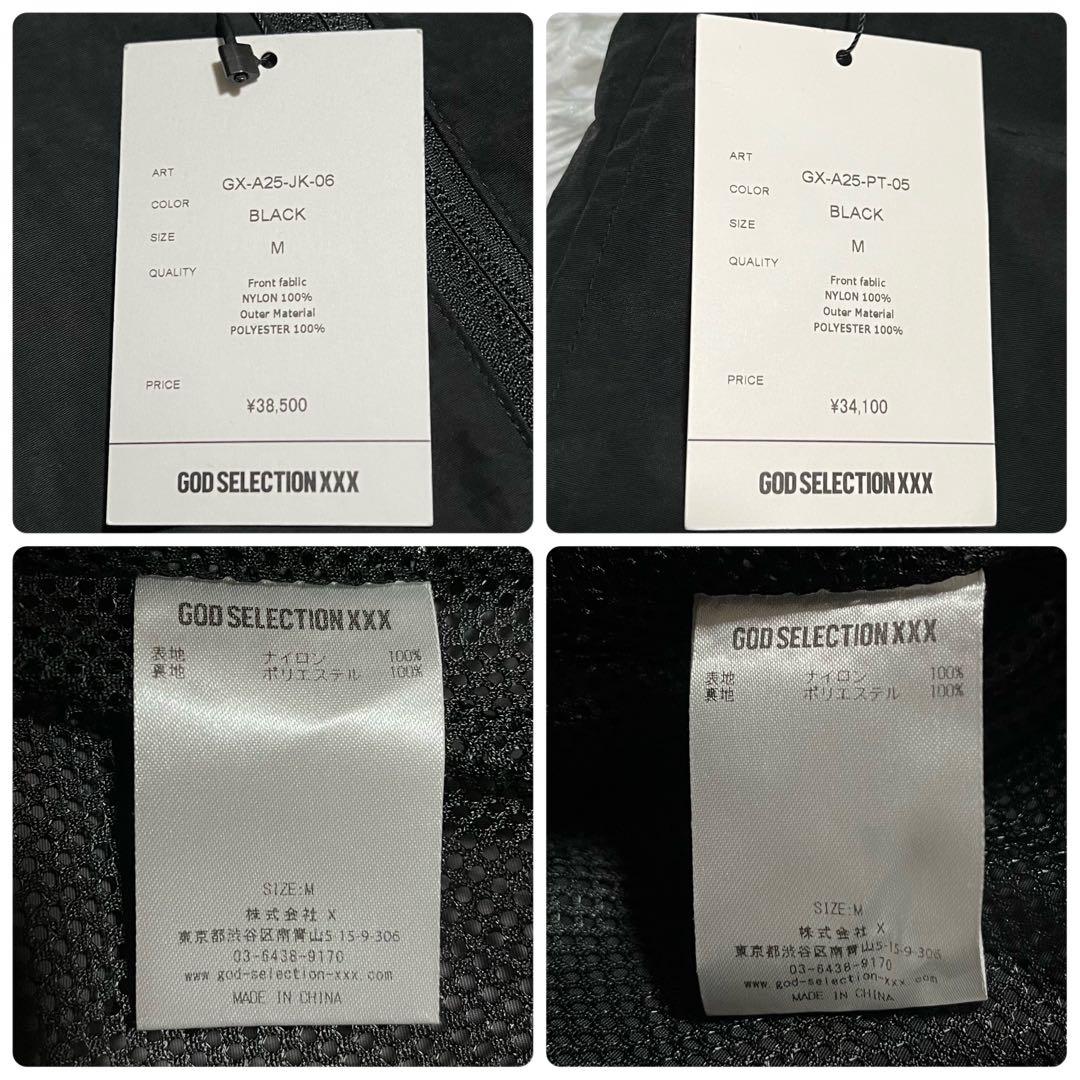 ART GX-A25-JK-06
COLOR BLACK
SIZE M
QUALITY Front fablic
NYLON 100%
Outer Material
POLYESTER 100%
PRICE
¥38,500
GOD SELECTION XXX
ART GX-A25-PT-05
COLOR BLACK
SIZE M
QUALITY Front fablic
NYLON 100%
Outer Material
POLYESTER 100%
PRICE
¥34,100
GOD SELECTION XXX
GOD SELECTION XXX
表地 ナイロン 100%
裏地 ポリエステル 100%
SIZE:M
株式会社 X
東京都渋谷区南青山5-15-9-306
03-6438-9170
www.god-selection-xxx.com
MADE IN CHINA
GOD SELECTION XXX
表地 ナイロン 100%
裏地 ポリエステル 100%
SIZE:M
株式会社 X
東京都渋谷区南青山5-15-9-306
03-6438-9170
www.god-selection-xxx.com
MADE IN CHINA